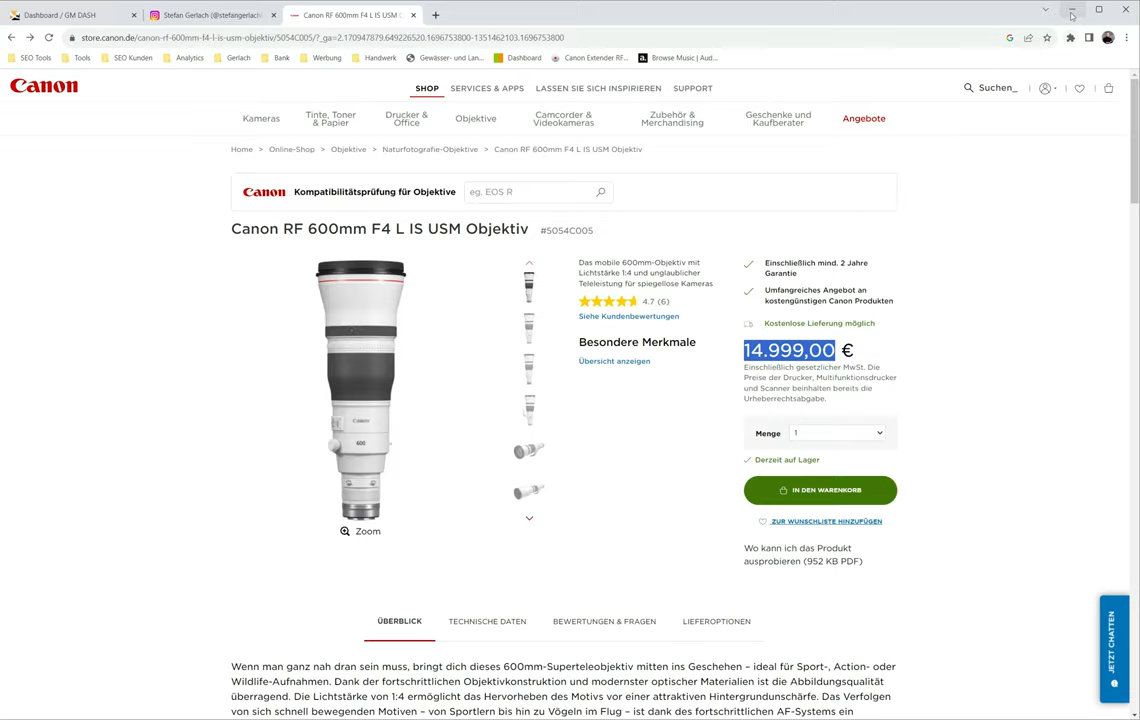 Dashboard / GM DASH
Stefan Gerlach (@stefangerlach
Canon RF 600mm F4 L IS USM O
store.canon.de/canon-rf-600mm-f4-l-is-usm-objektiv/5054C005/?_ga=2.170947879.649226520.1696753800-1351462103.1696753800
SEO Tools
Tools
SEO Kunden
Analytics
Gerlach
Bank
Werbung
Handwerk
Gewässer- und Lan...
Dashboard
Canon Extender RF...
Browse Music | Aud...
Canon
SHOP
SERVICES & APPS
LASSEN SIE SICH INSPIRIEREN
SUPPORT
Suchen_
Kameras
Tinte, Toner
& Papier
Drucker &
Office
Objektive
Camcorder &
Videokameras
Zubehör &
Merchandising
Geschenke und
Kaufberater
Angebote
Home > Online-Shop > Objektive > Naturfotografie-Objektive > Canon RF 600mm F4 L IS USM Objektiv
Canon Kompatibilitätsprüfung für Objektive
eg. EOS R
Canon RF 600mm F4 L IS USM Objektiv #5054C005
Canon
600
Zoom
Das mobile 600mm-Objektiv mit
Lichtstärke 1:4 und unglaublicher
Teleleistung für spiegellose Kameras
4.7 (6)
Siehe Kundenbewertungen
Besondere Merkmale
Übersicht anzeigen
Einschließlich mind. 2 Jahre
Garantie
Umfangreiches Angebot an
kostengünstigen Canon Produkten
Kostenlose Lieferung möglich
14.999,00 €
Einschließlich gesetzlicher MwSt. Die
Preise der Drucker, Multifunktionsdrucker
und Scanner beinhalten bereits die
Urheberrechtsabgabe.
Menge 1
Derzeit auf Lager
IN DEN WARENKORB
ZUR WUNSCHLISTE HINZUFÜGEN
Wo kann ich das Produkt
ausprobieren (952 KB PDF)
JETZT CHATTEN
ÜBERBLICK
TECHNISCHE DATEN
BEWERTUNGEN & FRAGEN
LIEFEROPTIONEN
Wenn man ganz nah dran sein muss, bringt dich dieses 600mm-Superteleobjektiv mitten ins Geschehen – ideal für Sport-, Action- oder
Wildlife-Aufnahmen. Dank der fortschrittlichen Objektivkonstruktion und modernster optischer Materialien ist die Abbildungsqualität
überragend. Die Lichtstärke von 1:4 ermöglicht das Hervorheben des Motivs vor einer attraktiven Hintergrundunschärfe. Das Verfolgen
von sich schnell bewegenden Motiven – von Sportlern bis hin zu Vögeln im Flug – ist dank des fortschrittlichen AF-Systems ein